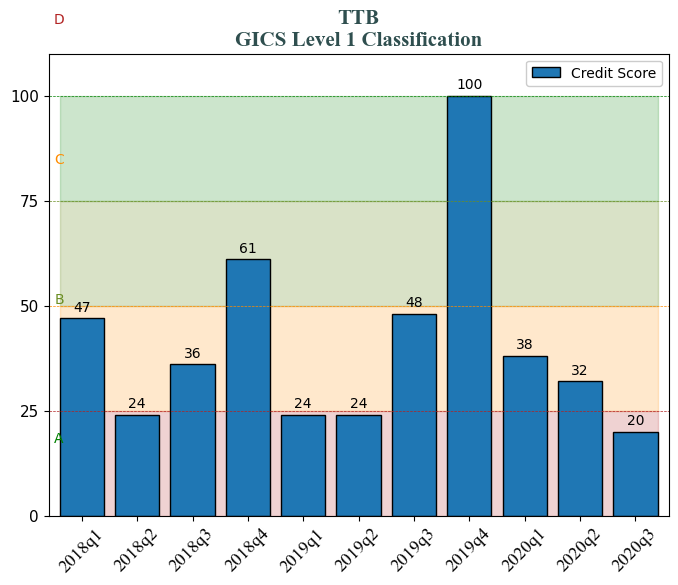 D
TTB
GICS Level 1 Classification
Credit Score
100
100
C
75
61
B
50
47
48
36
38
32
24
24
24
25
20
A
0
2018q1
2018q2
2018q3
2018q4
2019q1
2019q2
2019q3
2019q4
2020q1
2020q2
2020q3